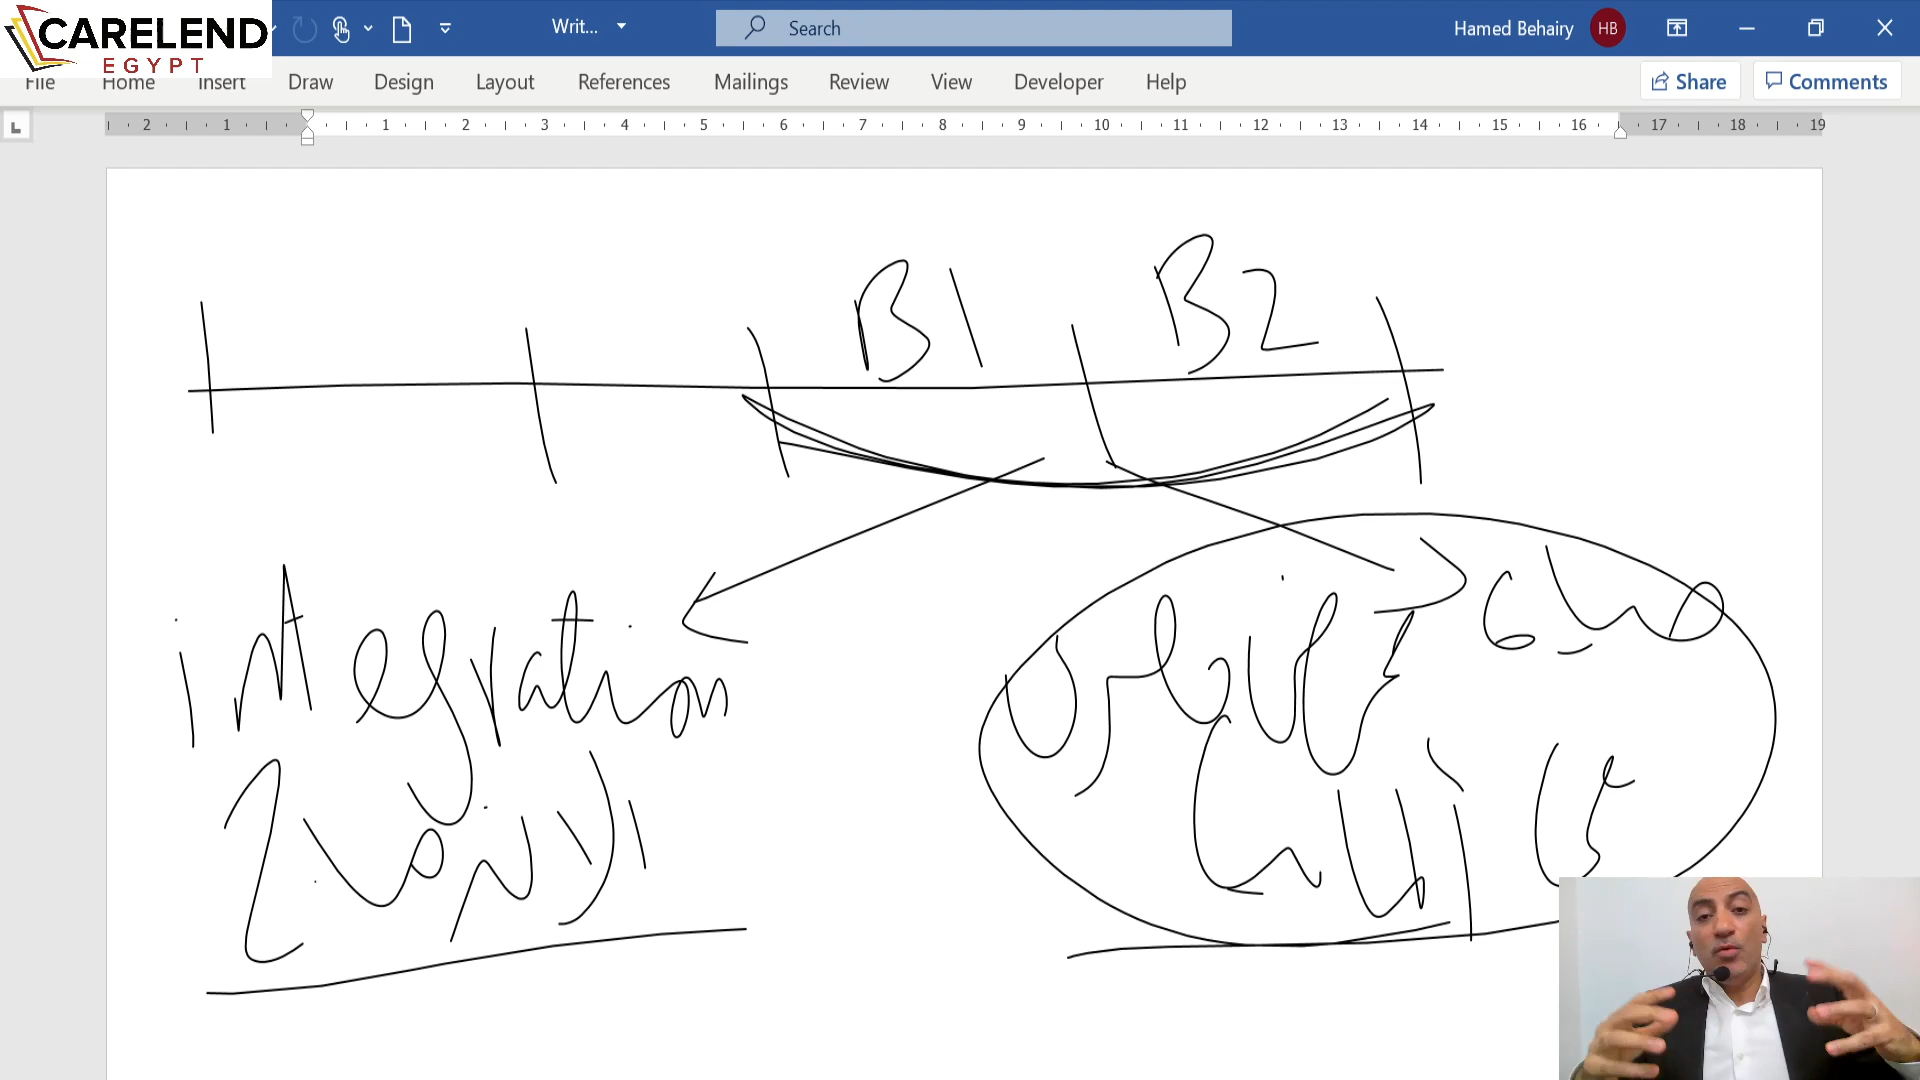 CARELEND
EGYPT
Writ...
Search
Hamed Behairy
HB
File Home Insert Draw Design Layout References Mailings Review View Developer Help
Share
Comments
2 1 1 2 3 4 5 6 7 8 9 10 11 12 13 14 15 16 17 18 19
B1 B2
integration
الاندماج